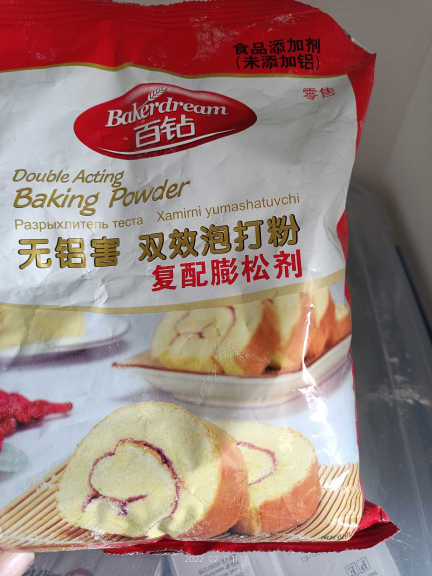 食品添加剂
(未添加铝)
零售
Bakerdream
百钻
Double Acting
Baking Powder
Разрыхлитель теста Xamirni yumashatuvchi
无铝害 双效泡打粉
复配膨松剂